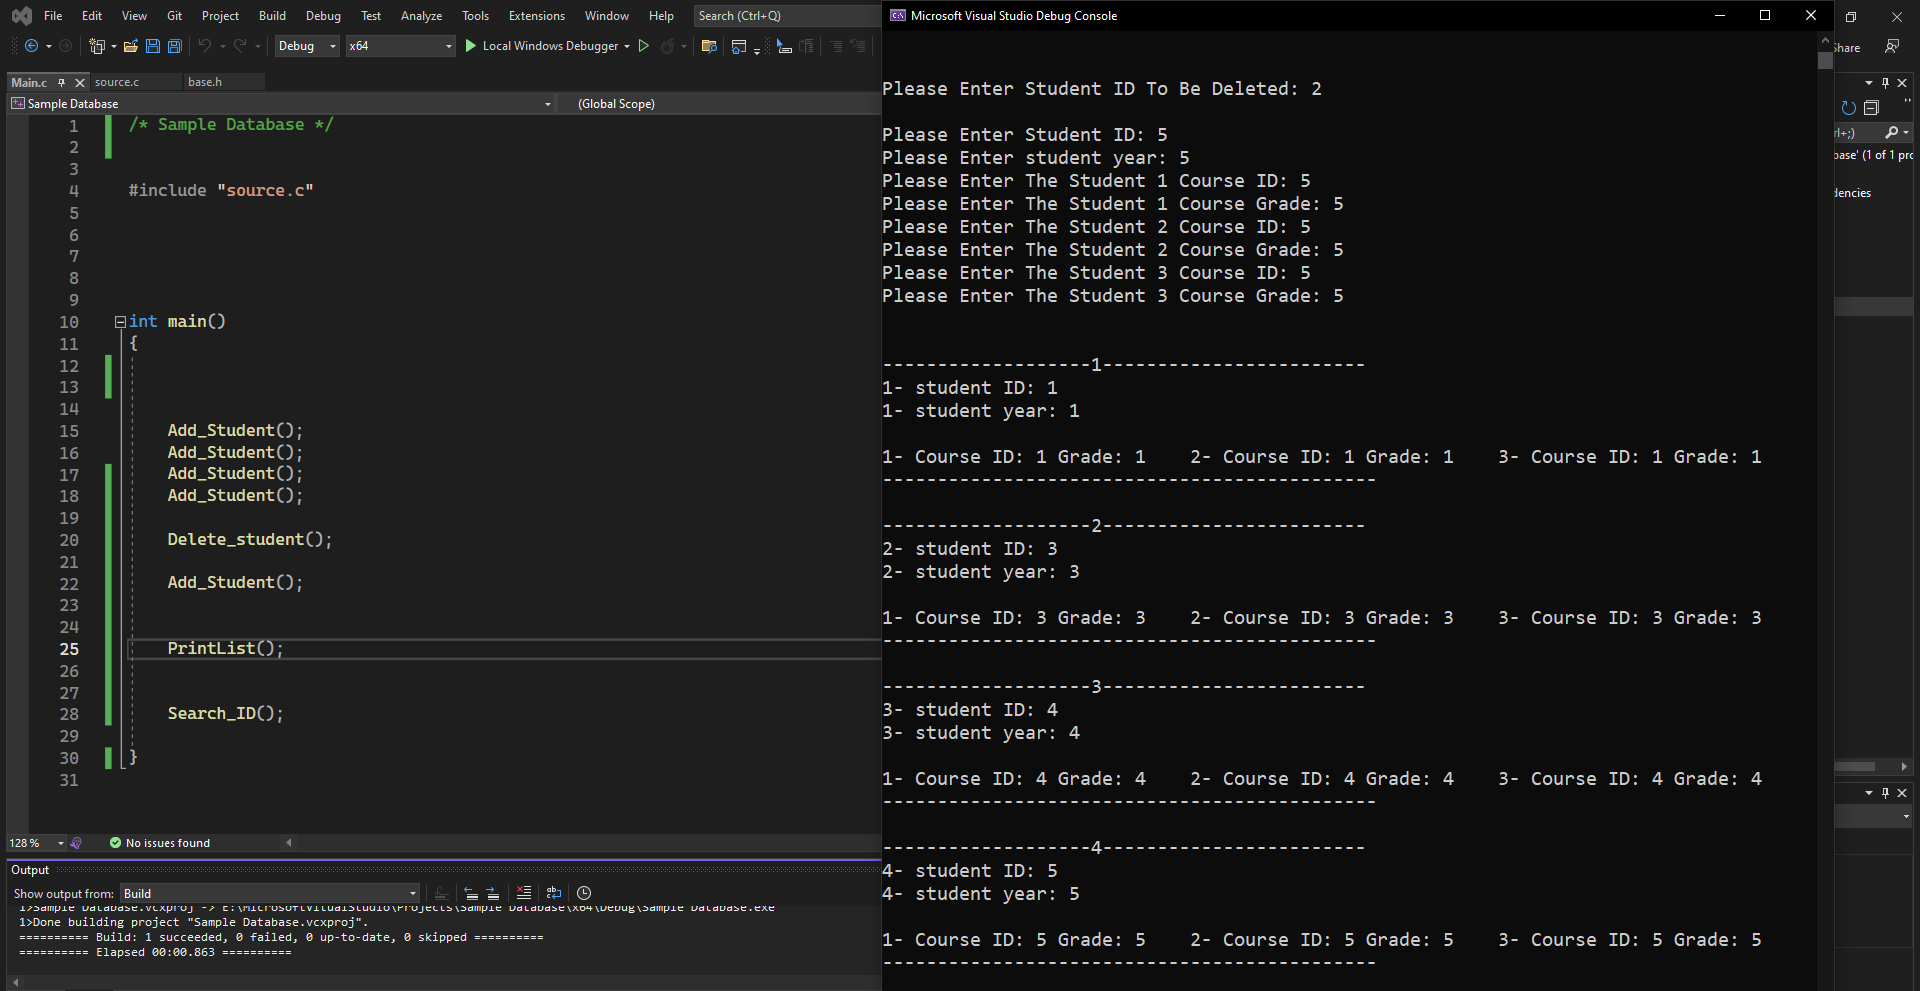 File Edit View Git Project Build Debug Test Analyze Tools Extensions Window Help Search (Ctrl+Q)
Debug x64 Local Windows Debugger
Main.c source.c base.h
Sample Database (Global Scope)
1 /* Sample Database */
2
3
4 #include "source.c"
5
6
7
8
9
10 int main()
11 {
12
13
14
15 Add_Student();
16 Add_Student();
17 Add_Student();
18 Add_Student();
19
20 Delete_student();
21
22 Add_Student();
23
24
25 PrintList();
26
27
28 Search_ID();
29
30 }
31
128 % No issues found
Output
Show output from: Build
1>Sample Database.vcxproj -> E:\MicrosoftVitualStudio\Projects\Sample Database\x64\Debug\Sample Database.exe
1>Done building project "Sample Database.vcxproj".
========== Build: 1 succeeded, 0 failed, 0 up-to-date, 0 skipped ==========
========== Elapsed 00:00.863 ==========
Microsoft Visual Studio Debug Console
Please Enter Student ID To Be Deleted: 2
Please Enter Student ID: 5
Please Enter student year: 5
Please Enter The Student 1 Course ID: 5
Please Enter The Student 1 Course Grade: 5
Please Enter The Student 2 Course ID: 5
Please Enter The Student 2 Course Grade: 5
Please Enter The Student 3 Course ID: 5
Please Enter The Student 3 Course Grade: 5
-------------------1------------------------
1- student ID: 1
1- student year: 1
1- Course ID: 1 Grade: 1    2- Course ID: 1 Grade: 1    3- Course ID: 1 Grade: 1
---------------------------------------------
-------------------2------------------------
2- student ID: 3
2- student year: 3
1- Course ID: 3 Grade: 3    2- Course ID: 3 Grade: 3    3- Course ID: 3 Grade: 3
---------------------------------------------
-------------------3------------------------
3- student ID: 4
3- student year: 4
1- Course ID: 4 Grade: 4    2- Course ID: 4 Grade: 4    3- Course ID: 4 Grade: 4
---------------------------------------------
-------------------4------------------------
4- student ID: 5
4- student year: 5
1- Course ID: 5 Grade: 5    2- Course ID: 5 Grade: 5    3- Course ID: 5 Grade: 5
---------------------------------------------
Share
rl+;)
base' (1 of 1 pro
dencies